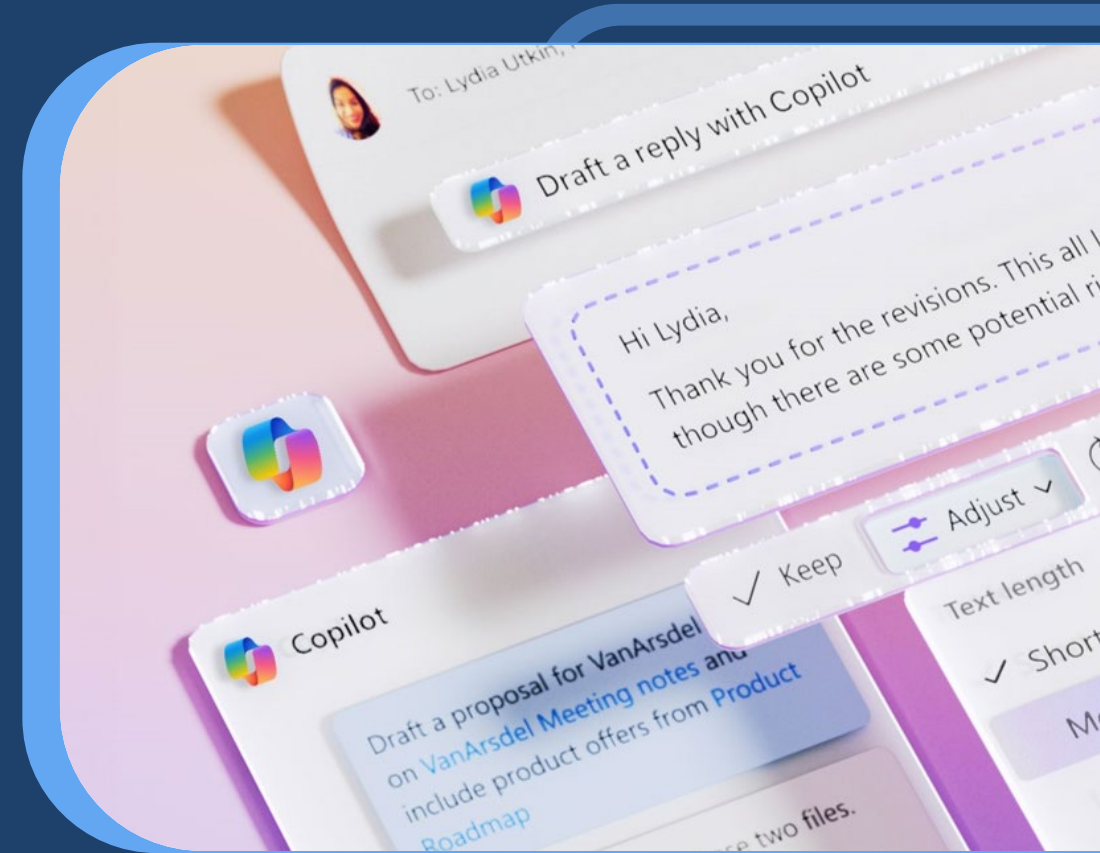 To: Lydia Utkin,
Draft a reply with Copilot
Hi Lydia,
Thank you for the revisions. This all
though there are some potential
Keep
Adjust
Text length
Short
Copilot
Draft a proposal for VanArsdel
on VanArsdel Meeting notes and
include product offers from Product
Roadmap
two files.